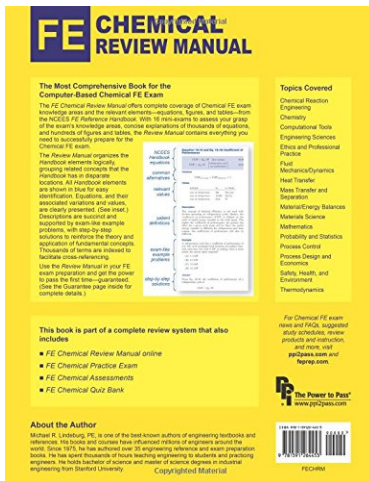 FE CHEMICAL
REVIEW MANUAL
Copyrighted Material
The Most Comprehensive Book for the
Computer-Based Chemical FE Exam
The FE Chemical Review Manual offers complete coverage of Chemical FE exam
knowledge areas and the relevant elements—equations, figures, and tables—from
the NCEES FE Reference Handbook. With 16 mini-exams to assess your grasp
of the exam's knowledge areas, concise explanations of thousands of equations,
and hundreds of figures and tables, the Review Manual contains everything you
need to successfully prepare for the
Chemical FE exam.
The Review Manual organizes the
Handbook elements logically,
grouping related concepts that the
Handbook has in disparate
locations. All Handbook elements
are shown in blue for easy
identification. Equations, and their
associated variations and values,
are clearly presented. (See inset.)
Descriptions are succinct and
supported by exam-like example
problems, with step-by-step
solutions to reinforce the theory and
application of fundamental concepts.
Thousands of terms are indexed to
facilitate cross-referencing.
Use the Review Manual in your FE
exam preparation and get the power
to pass the first time—guaranteed.
(See the Guarantee page inside for
complete details.)
NCEES
Handbook
equations
common
alternatives
relevant
values
patient
definitions
exam-like
example
problems
step-by-step
solutions
Topics Covered
Chemical Reaction
Engineering
Chemistry
Computational Tools
Engineering Sciences
Ethics and Professional
Practice
Fluid
Mechanics/Dynamics
Heat Transfer
Mass Transfer and
Separation
Material/Energy Balances
Materials Science
Mathematics
Probability and Statistics
Process Control
Process Design and
Economics
Safety, Health, and
Environment
Thermodynamics
This book is part of a complete review system that also
includes
■ FE Chemical Review Manual online
■ FE Chemical Practice Exam
■ FE Chemical Assessments
■ FE Chemical Quiz Bank
For Chemical FE exam
news and FAQs, suggested
study schedules, review
products and instruction,
and more, visit
ppi2pass.com and
feprep.com.
PPI The Power to Pass®
www.ppi2pass.com
About the Author
Michael R. Lindeburg, PE, is one of the best-known authors of engineering textbooks and
references. His books and courses have influenced millions of engineers around the
world. Since 1975, he has authored over 35 engineering reference and exam preparation
books. He has spent thousands of hours teaching engineering to students and practicing
engineers. He holds bachelor of science and master of science degrees in industrial
engineering from Stanford University.
Copyrighted Material
FECHRM